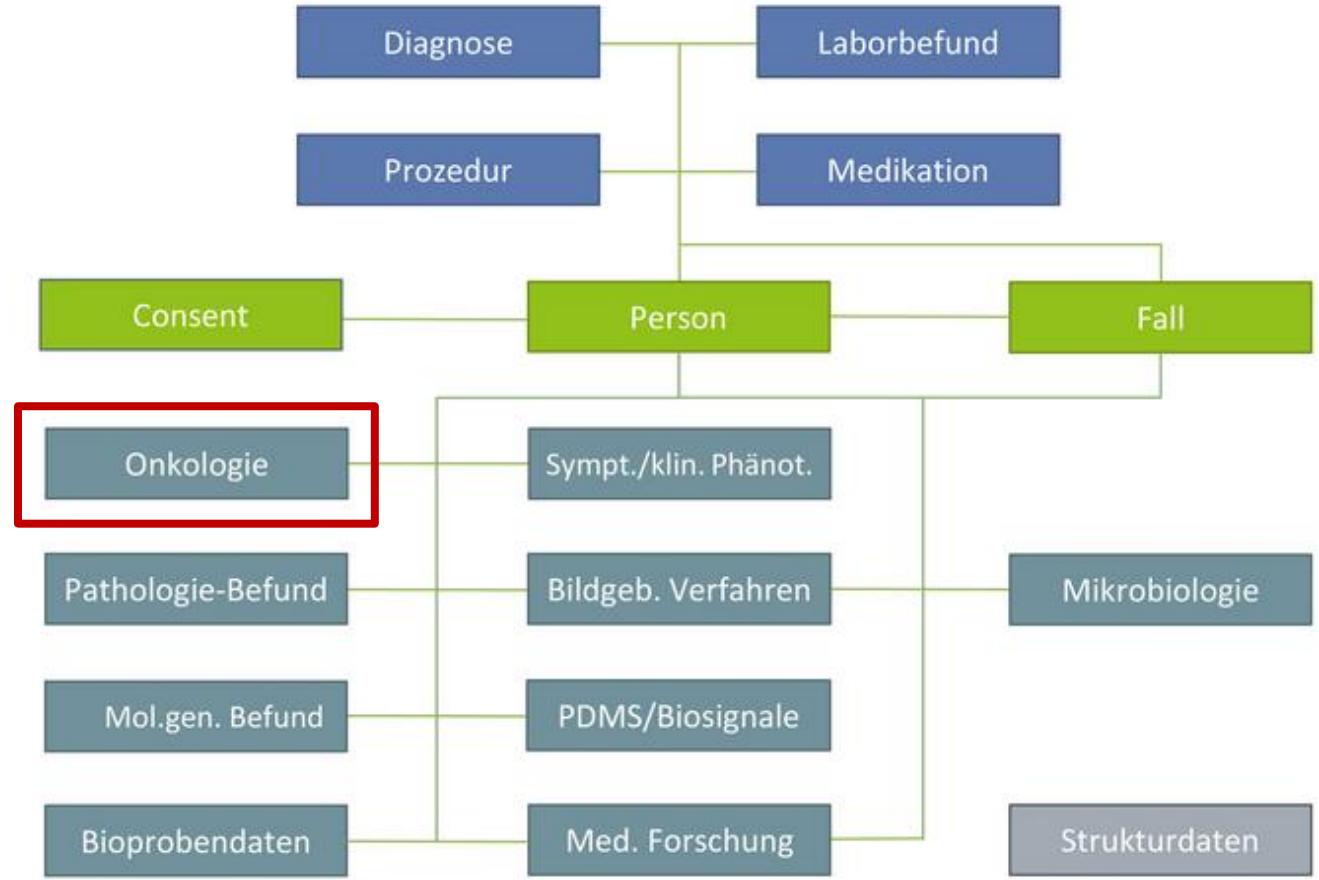 Diagnose
Laborbefund
Prozedur
Medikation
Consent
Person
Fall
Onkologie
Sympt./klin. Phänot.
Pathologie-Befund
Bildgeb. Verfahren
Mikrobiologie
Mol.gen. Befund
PDMS/Biosignale
Bioprobendaten
Med. Forschung
Strukturdaten